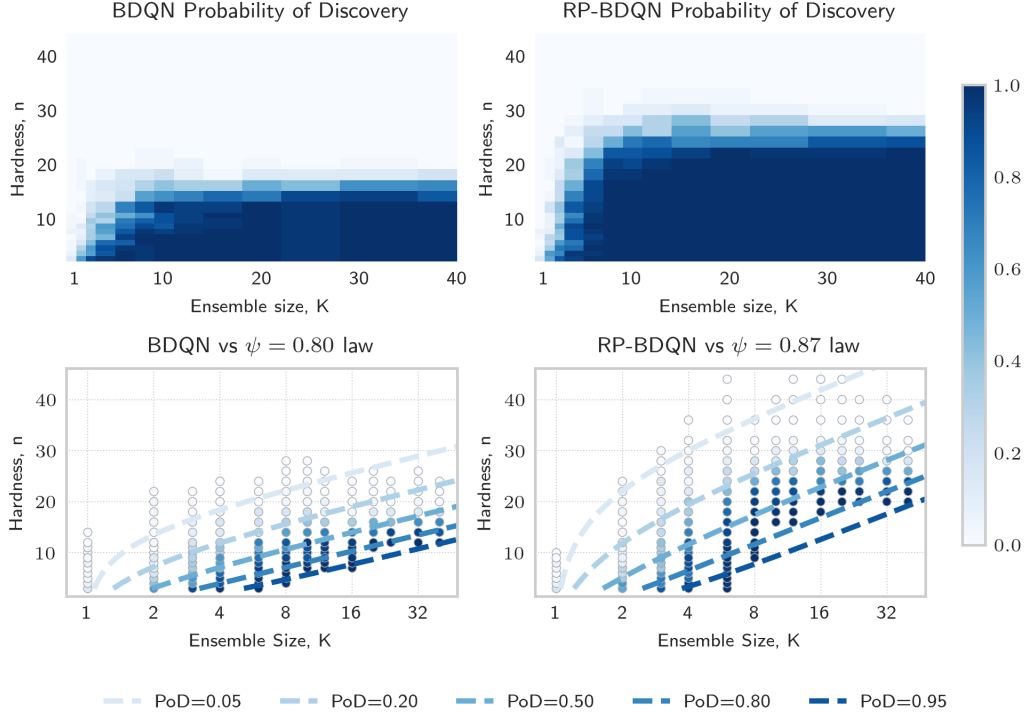 BDQN Probability of Discovery
RP-BDQN Probability of Discovery
Hardness, n
40
30
20
10
1
10
20
30
40
Ensemble size, K
Hardness, n
40
30
20
10
1
10
20
30
40
Ensemble size, K
1.0
0.8
0.6
0.4
0.2
0.0
BDQN vs ψ = 0.80 law
RP-BDQN vs ψ = 0.87 law
Hardness, n
40
30
20
10
1
2
4
8
16
32
Ensemble Size, K
Hardness, n
40
30
20
10
1
2
4
8
16
32
Ensemble Size, K
PoD=0.05
PoD=0.20
PoD=0.50
PoD=0.80
PoD=0.95